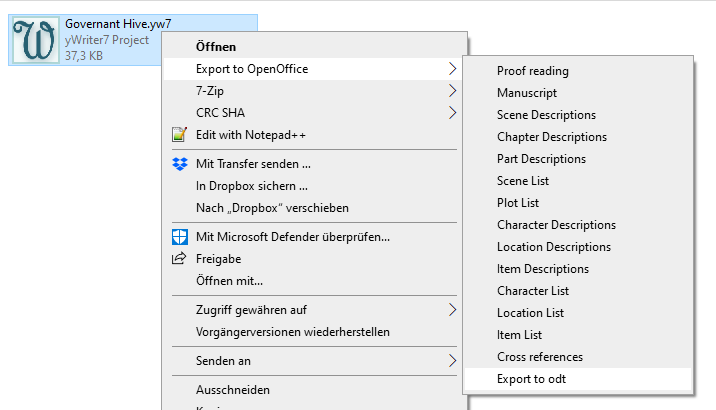 Governant Hive.yw7
yWriter7 Project
37,3 KB
Öffnen
Export to OpenOffice
7-Zip
CRC SHA
Edit with Notepad++
Mit Transfer senden ...
In Dropbox sichern ...
Nach „Dropbox“ verschieben
Mit Microsoft Defender überprüfen...
Freigabe
Öffnen mit...
Zugriff gewähren auf
Vorgängerversionen wiederherstellen
Senden an
Ausschneiden
Proof reading
Manuscript
Scene Descriptions
Chapter Descriptions
Part Descriptions
Scene List
Plot List
Character Descriptions
Location Descriptions
Item Descriptions
Character List
Location List
Item List
Cross references
Export to odt